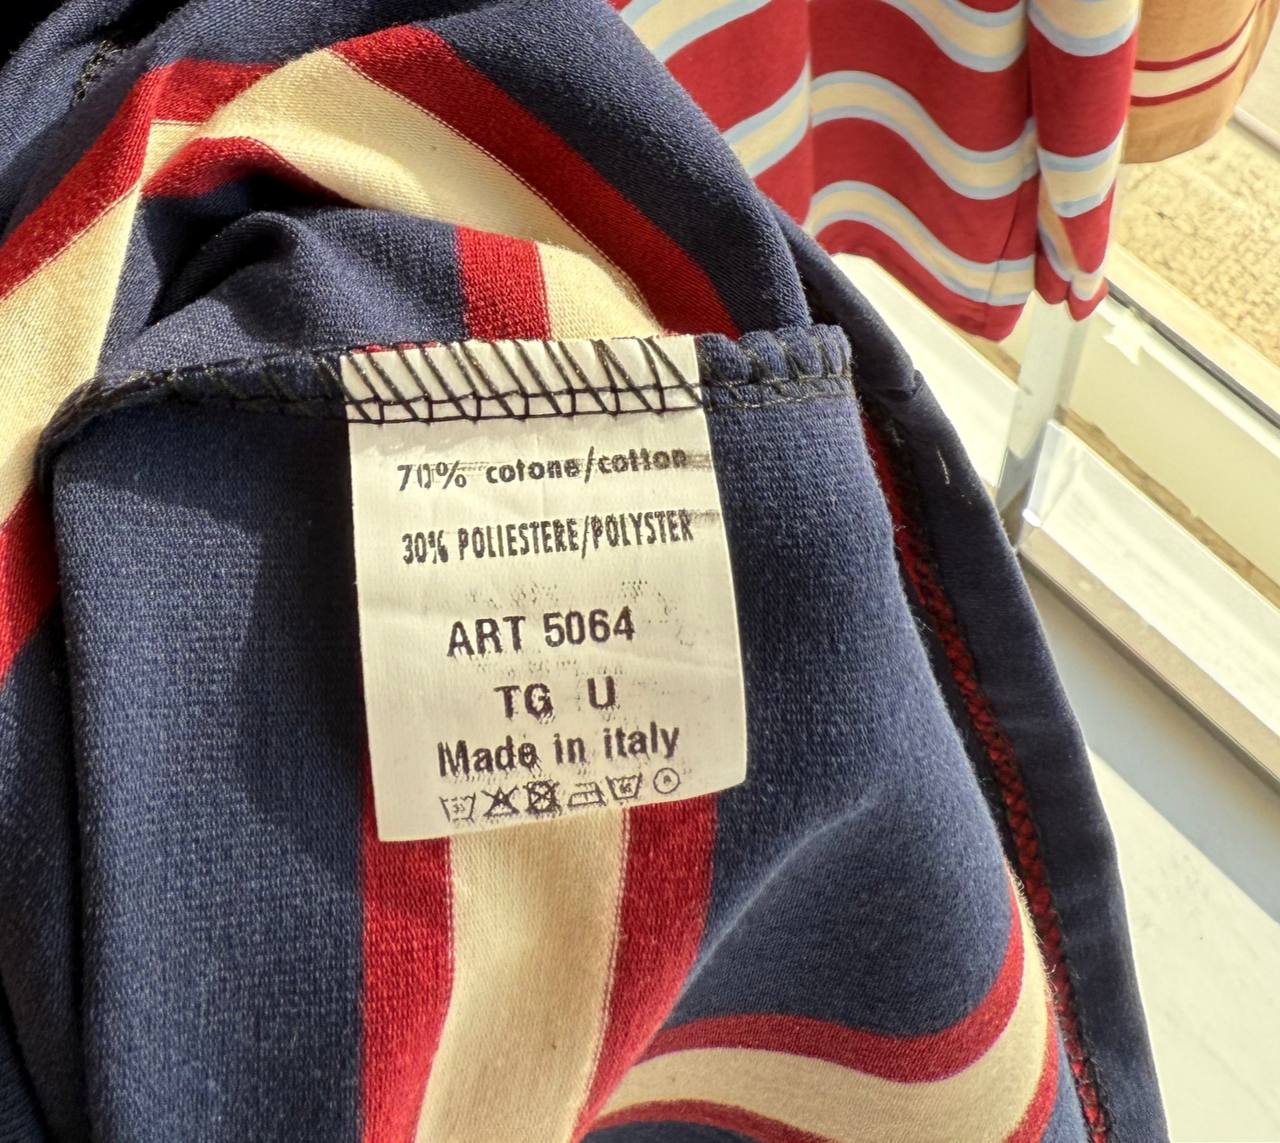 70% cotone/cotton
30% POLIESTERE/POLYSTER
ART 5064
TG U
Made in italy